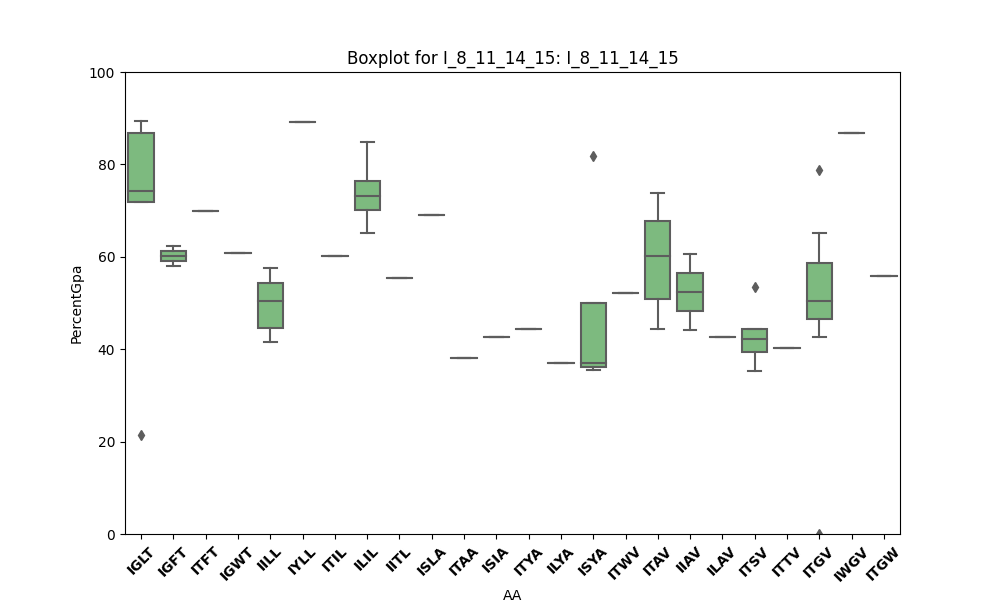 Boxplot for I_8_11_14_15: I_8_11_14_15
100
80
60
40
20
0
PercentGpa
IGLT IGFT ITFT IGWT IILL IYLL ITIL ILIL IITL ISLA ITAA ISIA ITYA ILYA ISYA ITWV ITAV IIAV ILAV ITSV ITTV ITGV IWGV ITGW
AA